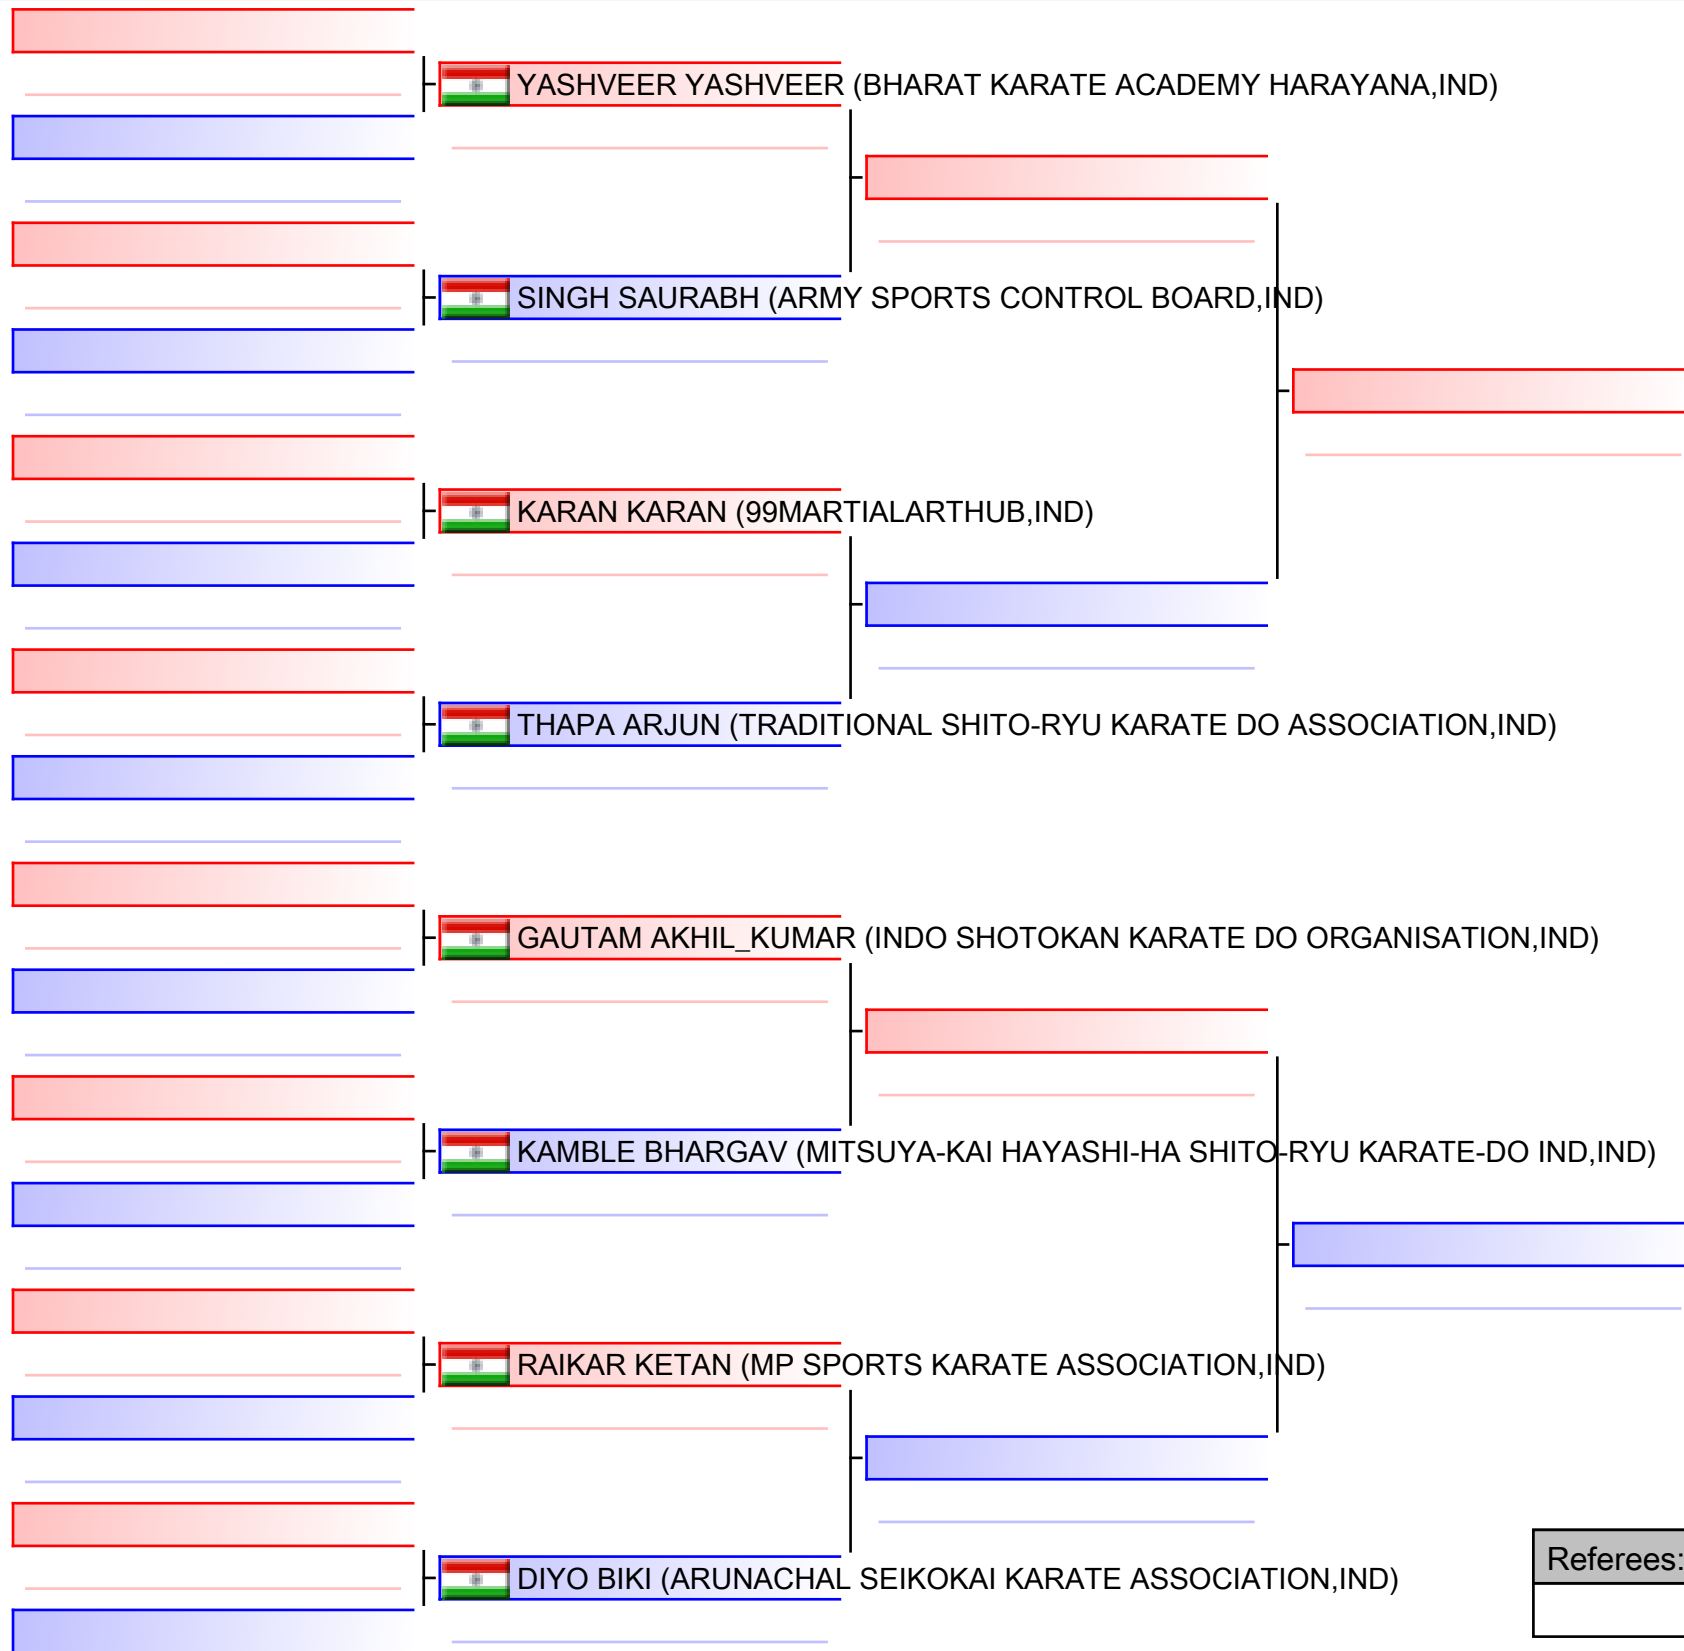 YASHVEER YASHVEER (BHARAT KARATE ACADEMY HARAYANA,IND)
SINGH SAURABH (ARMY SPORTS CONTROL BOARD,IND)
KARAN KARAN (99MARTIALARTHUB,IND)
THAPA ARJUN (TRADITIONAL SHITO-RYU KARATE DO ASSOCIATION,IND)
GAUTAM AKHIL_KUMAR (INDO SHOTOKAN KARATE DO ORGANISATION,IND)
KAMBLE BHARGAV (MITSUYA-KAI HAYASHI-HA SHITO-RYU KARATE-DO IND,IND)
RAIKAR KETAN (MP SPORTS KARATE ASSOCIATION,IND)
Referees:
DIYO BIKI (ARUNACHAL SEIKOKAI KARATE ASSOCIATION,IND)